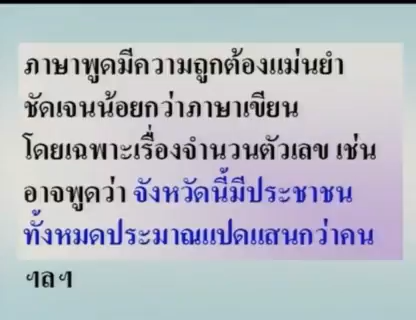 ภาษาพูดมีความถูกต้องแม่นยำ
ชัดเจนน้อยกว่าภาษาเขียน
โดยเฉพาะเรื่องจำนวนตัวเลข เช่น
อาจพูดว่า จังหวัดนี้มีประชาชน
ทั้งหมดประมาณแปดแสนกว่าคน
ฯลฯ